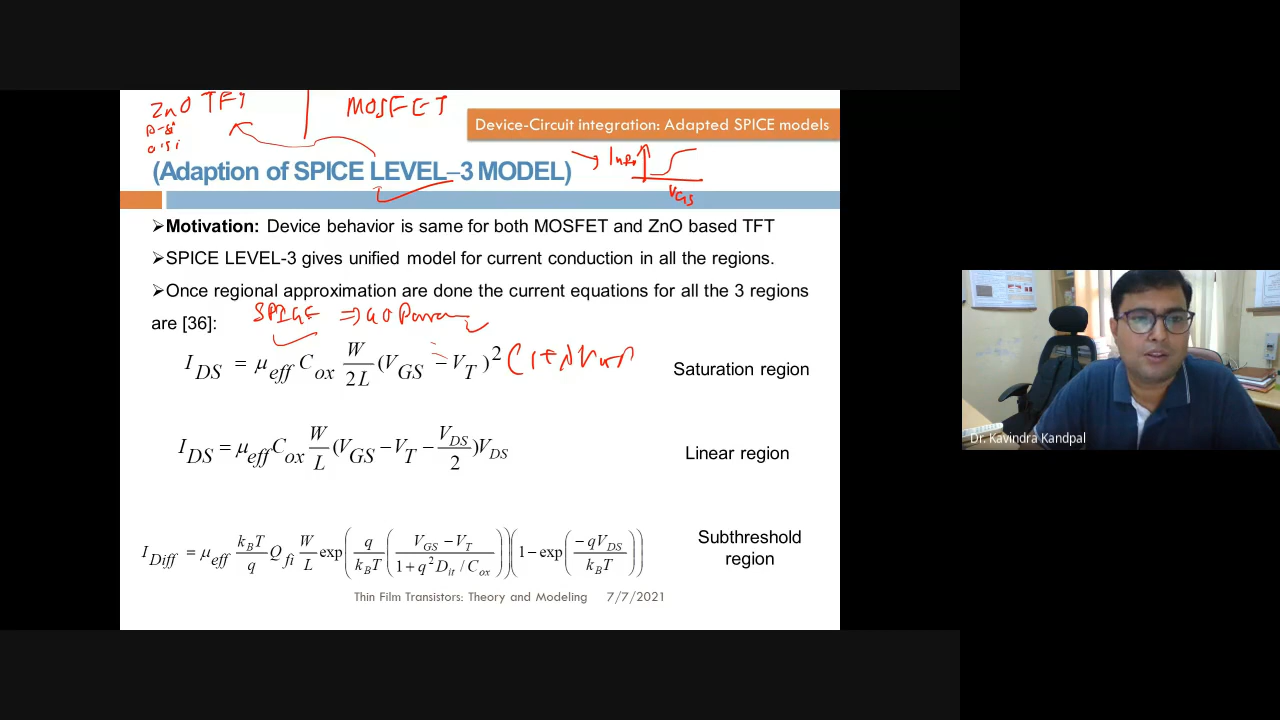 ZnO TFT
MOSFET
Device-Circuit integration: Adapted SPICE models
(Adaption of SPICE LEVEL–3 MODEL)
VGS
➢Motivation: Device behavior is same for both MOSFET and ZnO based TFT
➢SPICE LEVEL-3 gives unified model for current conduction in all the regions.
➢Once regional approximation are done the current equations for all the 3 regions
are [36]:
SPICE ⇒ 40 Param
I_DS = μ_eff C_ox W/2L (V_GS − V_T)^2 Saturation region
I_DS = μ_eff C_ox W/L (V_GS − V_T − V_DS/2) V_DS Linear region
I_Diff = μ_eff k_BT/q Q_fi W/L exp(q/k_BT ((V_GS − V_T)/(1 + q^2 D_it / C_ox))) (1 − exp(−qV_DS/k_BT)) Subthreshold
region
Thin Film Transistors: Theory and Modeling 7/7/2021
Dr. Kavindra Kandpal